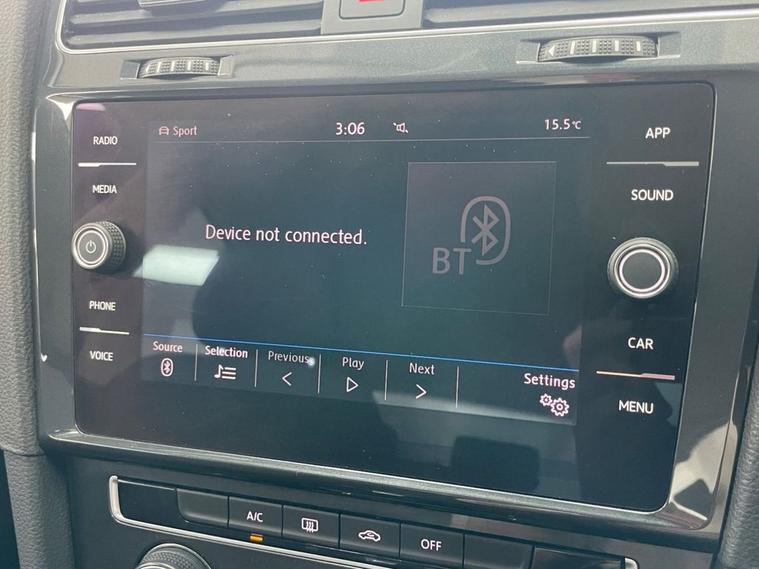 RADIO
MEDIA
PHONE
VOICE
Sport 3:06 15.5°C
Device not connected.
BT
Source Selection Previous Play Next Settings
APP
SOUND
CAR
MENU
A/C
OFF